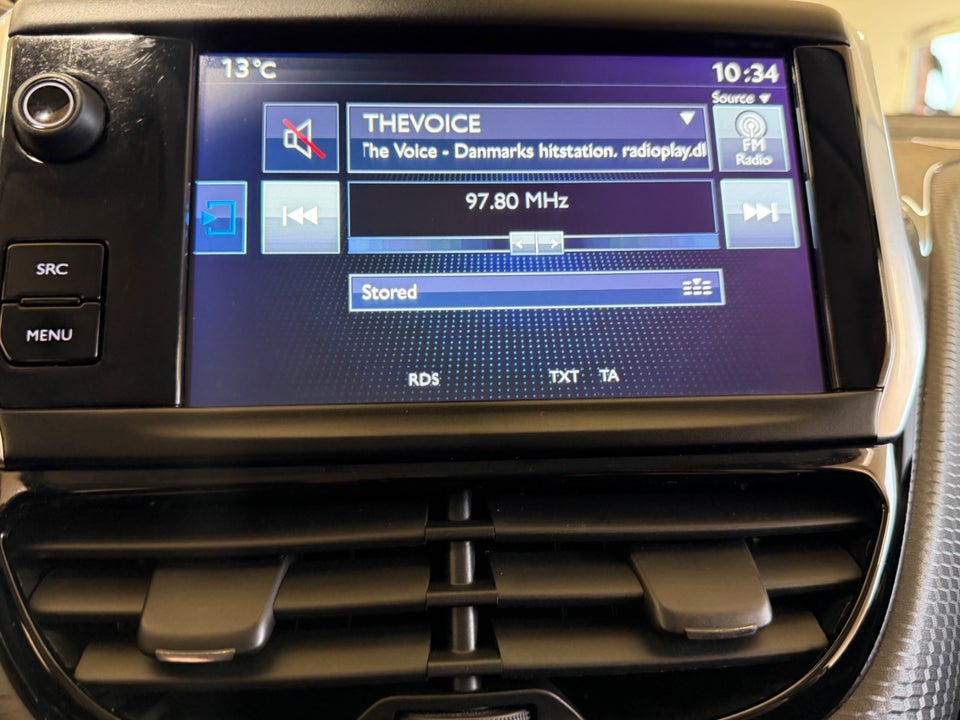 13°C
10:34
Source
THEVOICE
The Voice - Danmarks hitstation. radioplay.dl
FM
Radio
97.80 MHz
SRC
Stored
MENU
RDS TXT TA